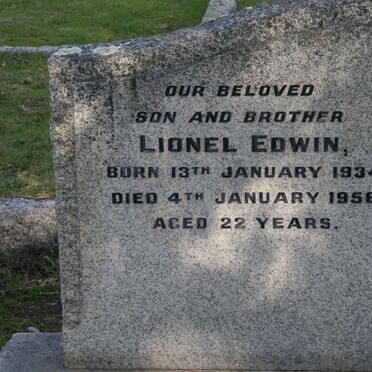 OUR BELOVED
SON AND BROTHER
LIONEL EDWIN,
BORN 13TH JANUARY 1934
DIED 4TH JANUARY 1956
AGED 22 YEARS.